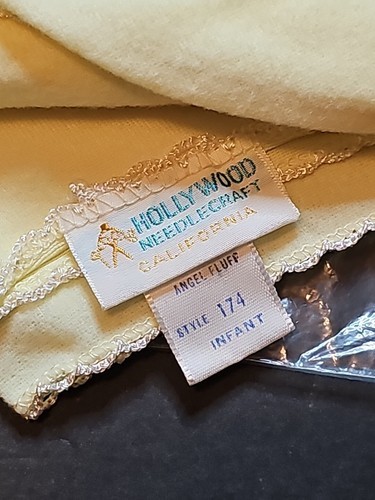 HOLLYWOOD
NEEDLECRAFT
CALIFORNIA
ANGEL FLUFF
STYLE 174
INFANT